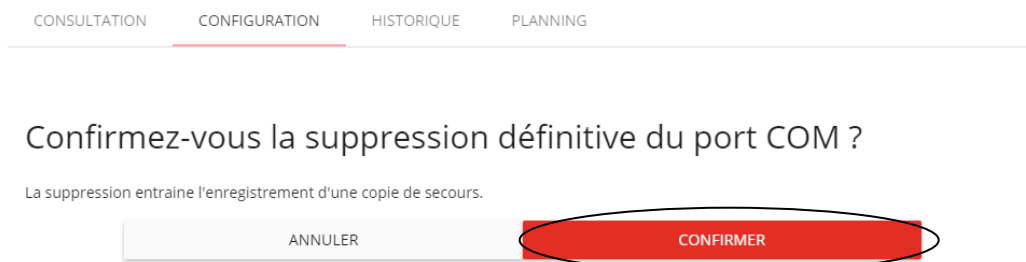 CONSULTATION CONFIGURATION HISTORIQUE PLANNING
Confirmez-vous la suppression définitive du port COM ?
La suppression entraine l'enregistrement d'une copie de secours.
ANNULER CONFIRMER